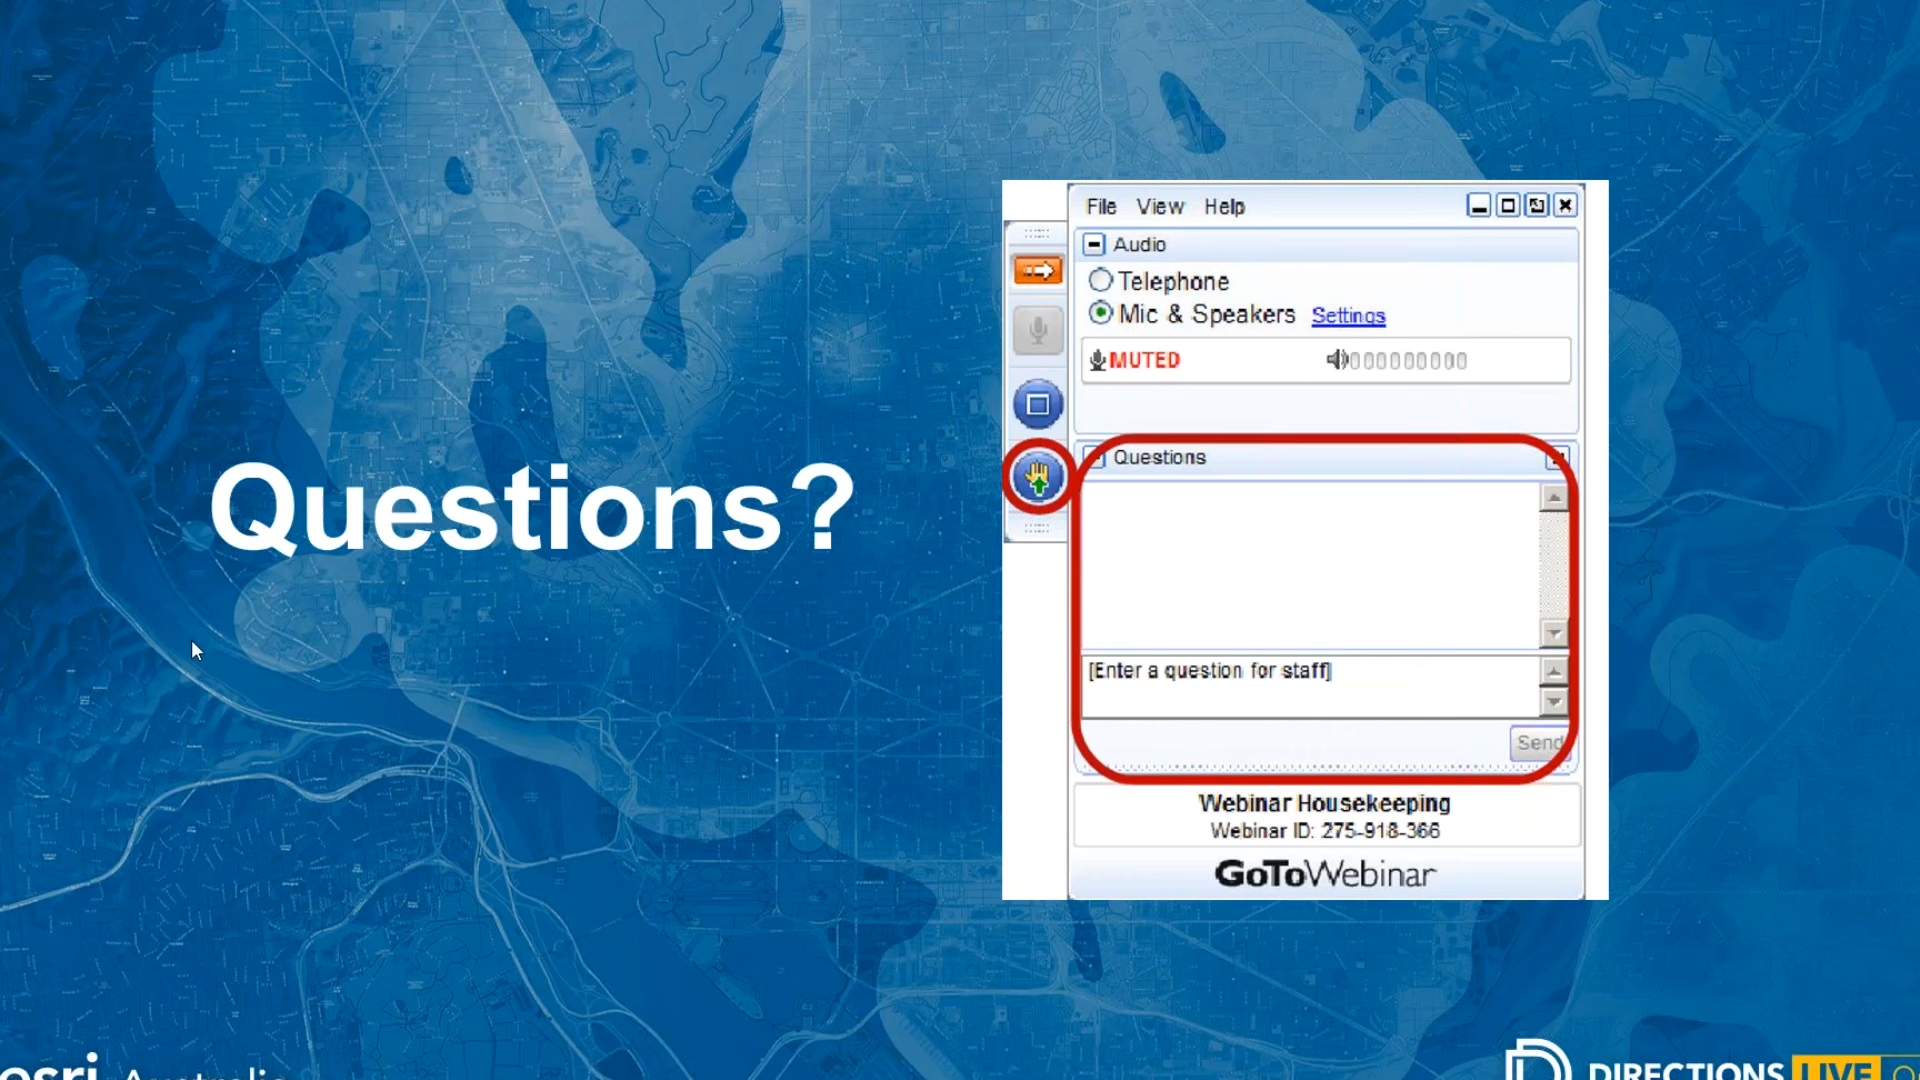 Questions?
File View Help
Audio
Telephone
Mic & Speakers Settings
MUTED
Questions
[Enter a question for staff]
Send
Webinar Housekeeping
Webinar ID: 275-918-366
GoToWebinar
esri Australia
DIRECTIONS LIVE